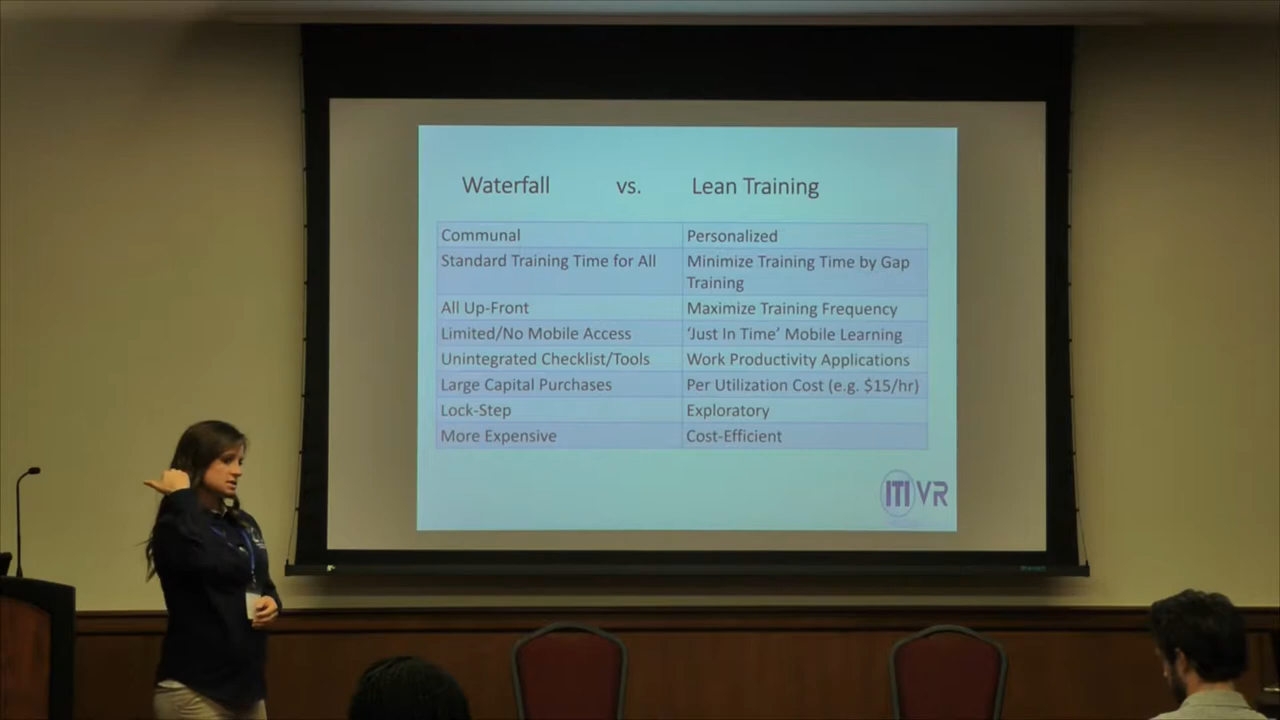 Waterfall vs. Lean Training
Communal Personalized
Standard Training Time for All Minimize Training Time by Gap
Training
All Up-Front Maximize Training Frequency
Limited/No Mobile Access ‘Just In Time’ Mobile Learning
Unintegrated Checklist/Tools Work Productivity Applications
Large Capital Purchases Per Utilization Cost (e.g. $15/hr)
Lock-Step Exploratory
More Expensive Cost-Efficient
ITI VR